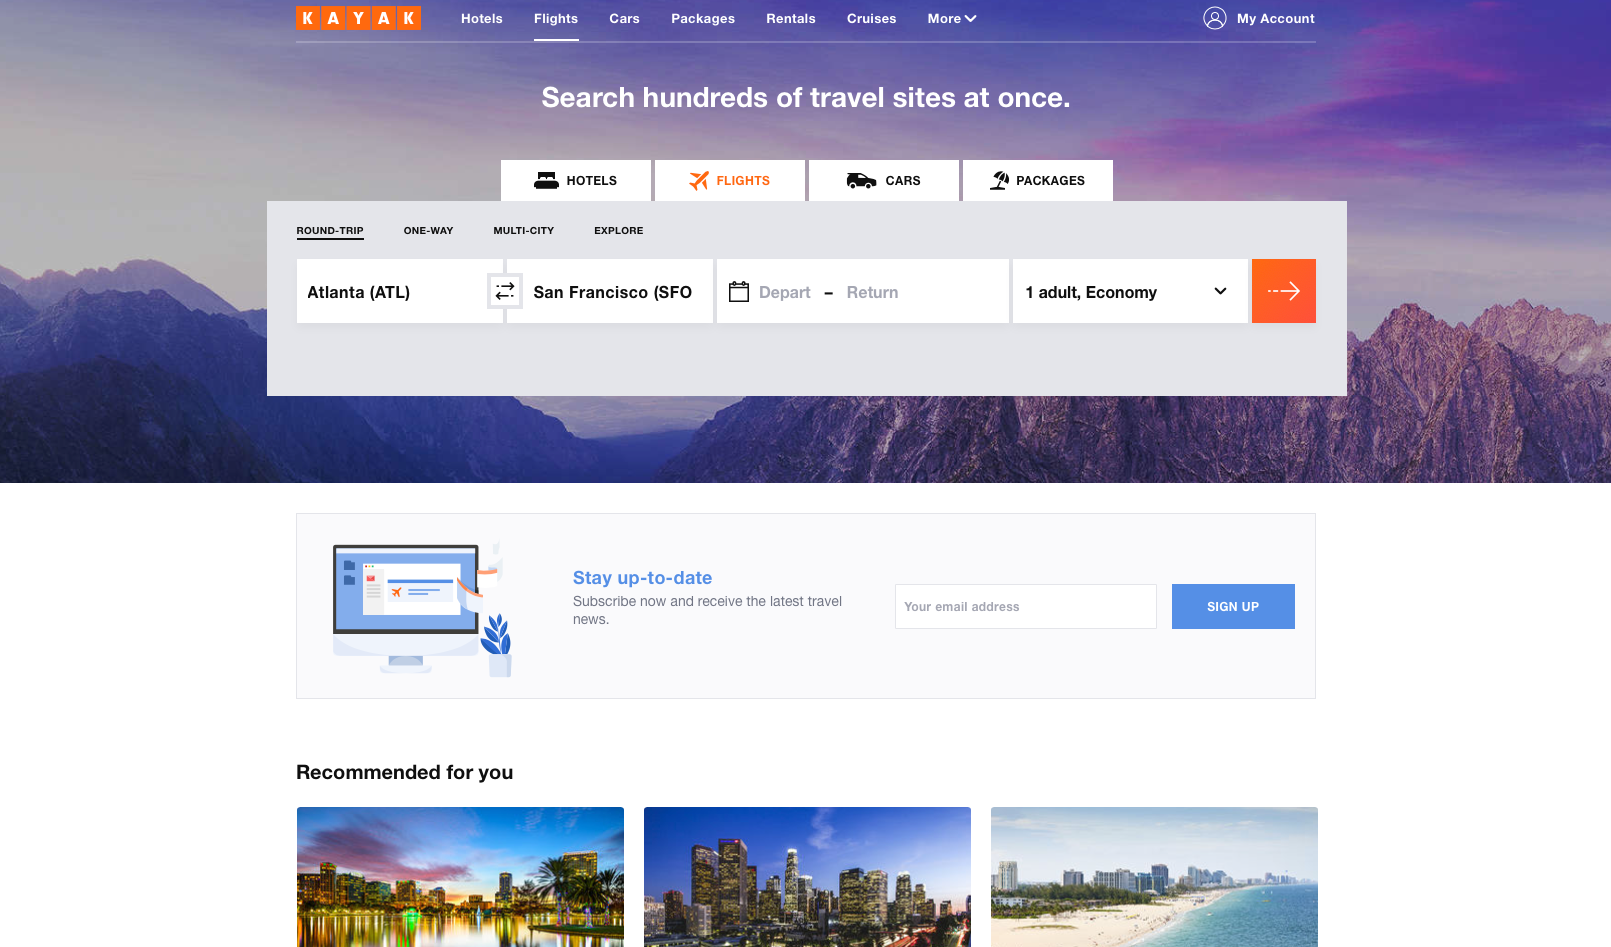 KAYAK
Hotels Flights Cars Packages Rentals Cruises More
My Account
Search hundreds of travel sites at once.
HOTELS FLIGHTS CARS PACKAGES
ROUND-TRIP ONE-WAY MULTI-CITY EXPLORE
Atlanta (ATL) San Francisco (SFO Depart – Return 1 adult, Economy
Stay up-to-date
Subscribe now and receive the latest travel
news.
Your email address SIGN UP
Recommended for you